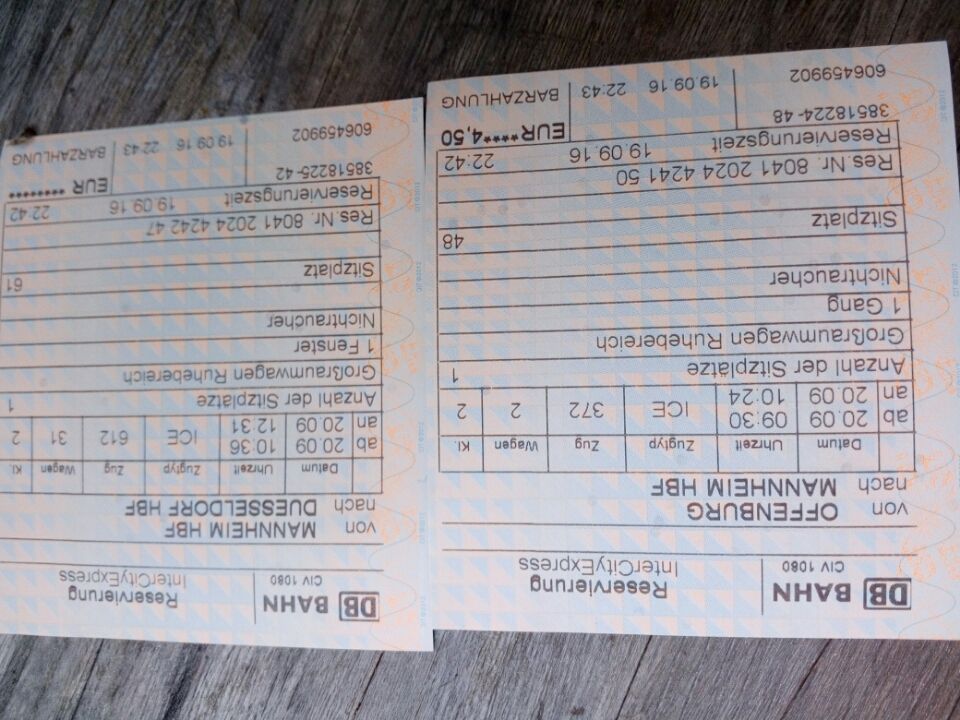 DB BAHN
CIV 1080
Reservierung
InterCityExpress
von OFFENBURG
nach MANNHEIM HBF
Datum Uhrzeit Zugtyp Zug Wagen Kl.
ab 20.09 09:30 ICE 372 2 2
an 20.09 10:24
Anzahl der Sitzplätze 1
Großraumwagen Ruhebereich
1 Gang
Nichtraucher
Sitzplatz 48
Res.Nr. 8041 2024 4241 50
Reservierungszeit 19.09.16 22:42
38518224-48 EUR****4,50
606459902 19.09.16 22:43 BARZAHLUNG
DB BAHN
CIV 1080
Reservierung
InterCityExpress
von MANNHEIM HBF
nach DUESSELDORF HBF
Datum Uhrzeit Zugtyp Zug Wagen Kl.
ab 20.09 10:36 ICE 612 31 2
an 20.09 12:31
Anzahl der Sitzplätze 1
Großraumwagen Ruhebereich
1 Fenster
Nichtraucher
Sitzplatz 61
Res.Nr. 8041 2024 4242 47
Reservierungszeit 19.09.16 22:42
38518225-42 EUR *******
606459902 19.09.16 22:43 BARZAHLUNG